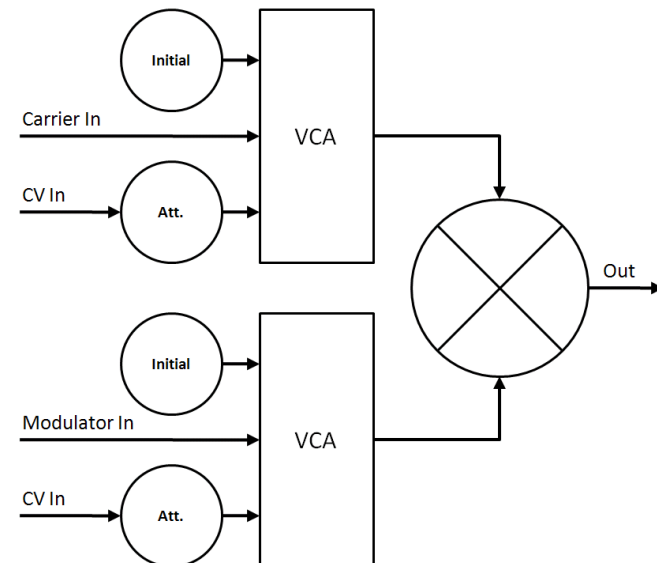 Initial
Carrier In
VCA
CV In
Att.
Out
Initial
Modulator In
VCA
CV In
Att.